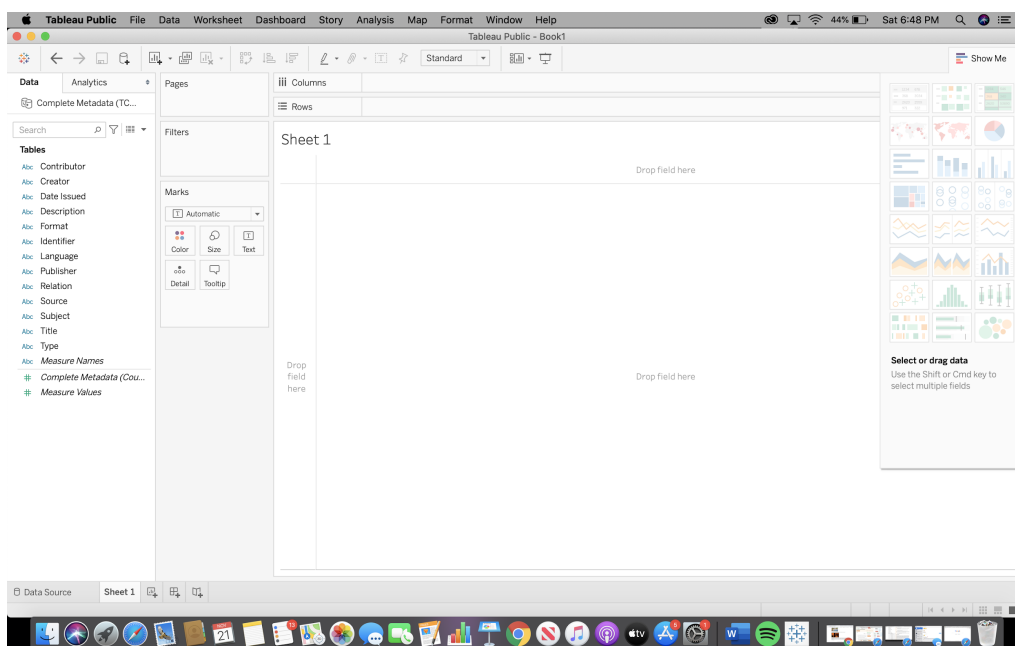 Tableau Public File Data Worksheet Dashboard Story Analysis Map Format Window Help 44% Sat 6:48 PM
Tableau Public - Book1
Standard Show Me
Data Analytics Pages Columns
Complete Metadata (TC...
Rows
Search
Filters
Sheet 1
Tables
Abc Contributor
Abc Creator
Abc Date Issued
Abc Description
Abc Format
Abc Identifier
Abc Language
Abc Publisher
Abc Relation
Abc Source
Abc Subject
Abc Title
Abc Type
Abc Measure Names
# Complete Metadata (Cou...
# Measure Values
Marks
T Automatic
Color Size T Text
Detail Tooltip
Drop field here
Drop
field
here
Drop field here
Select or drag data
Use the Shift or Cmd key to
select multiple fields
Data Source Sheet 1
NOV
21
13
tv
5
1
W